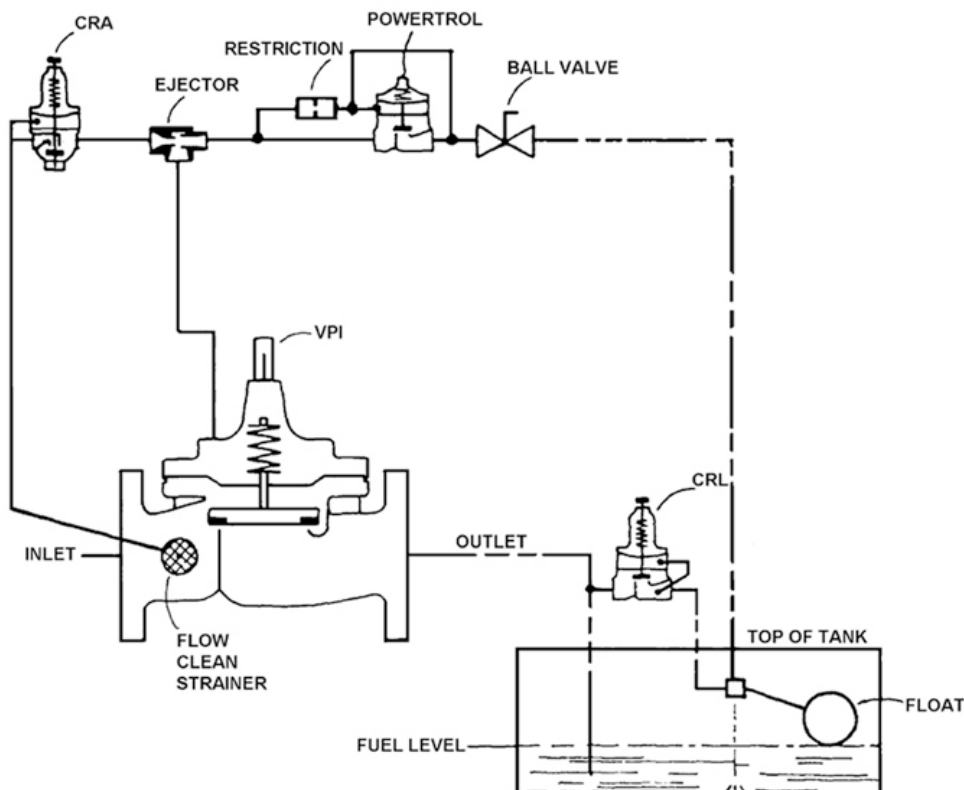 CRA
POWERTROL
RESTRICTION
BALL VALVE
EJECTOR
VPI
CRL
INLET
OUTLET
FLOW
CLEAN
STRAINER
TOP OF TANK
FLOAT
FUEL LEVEL